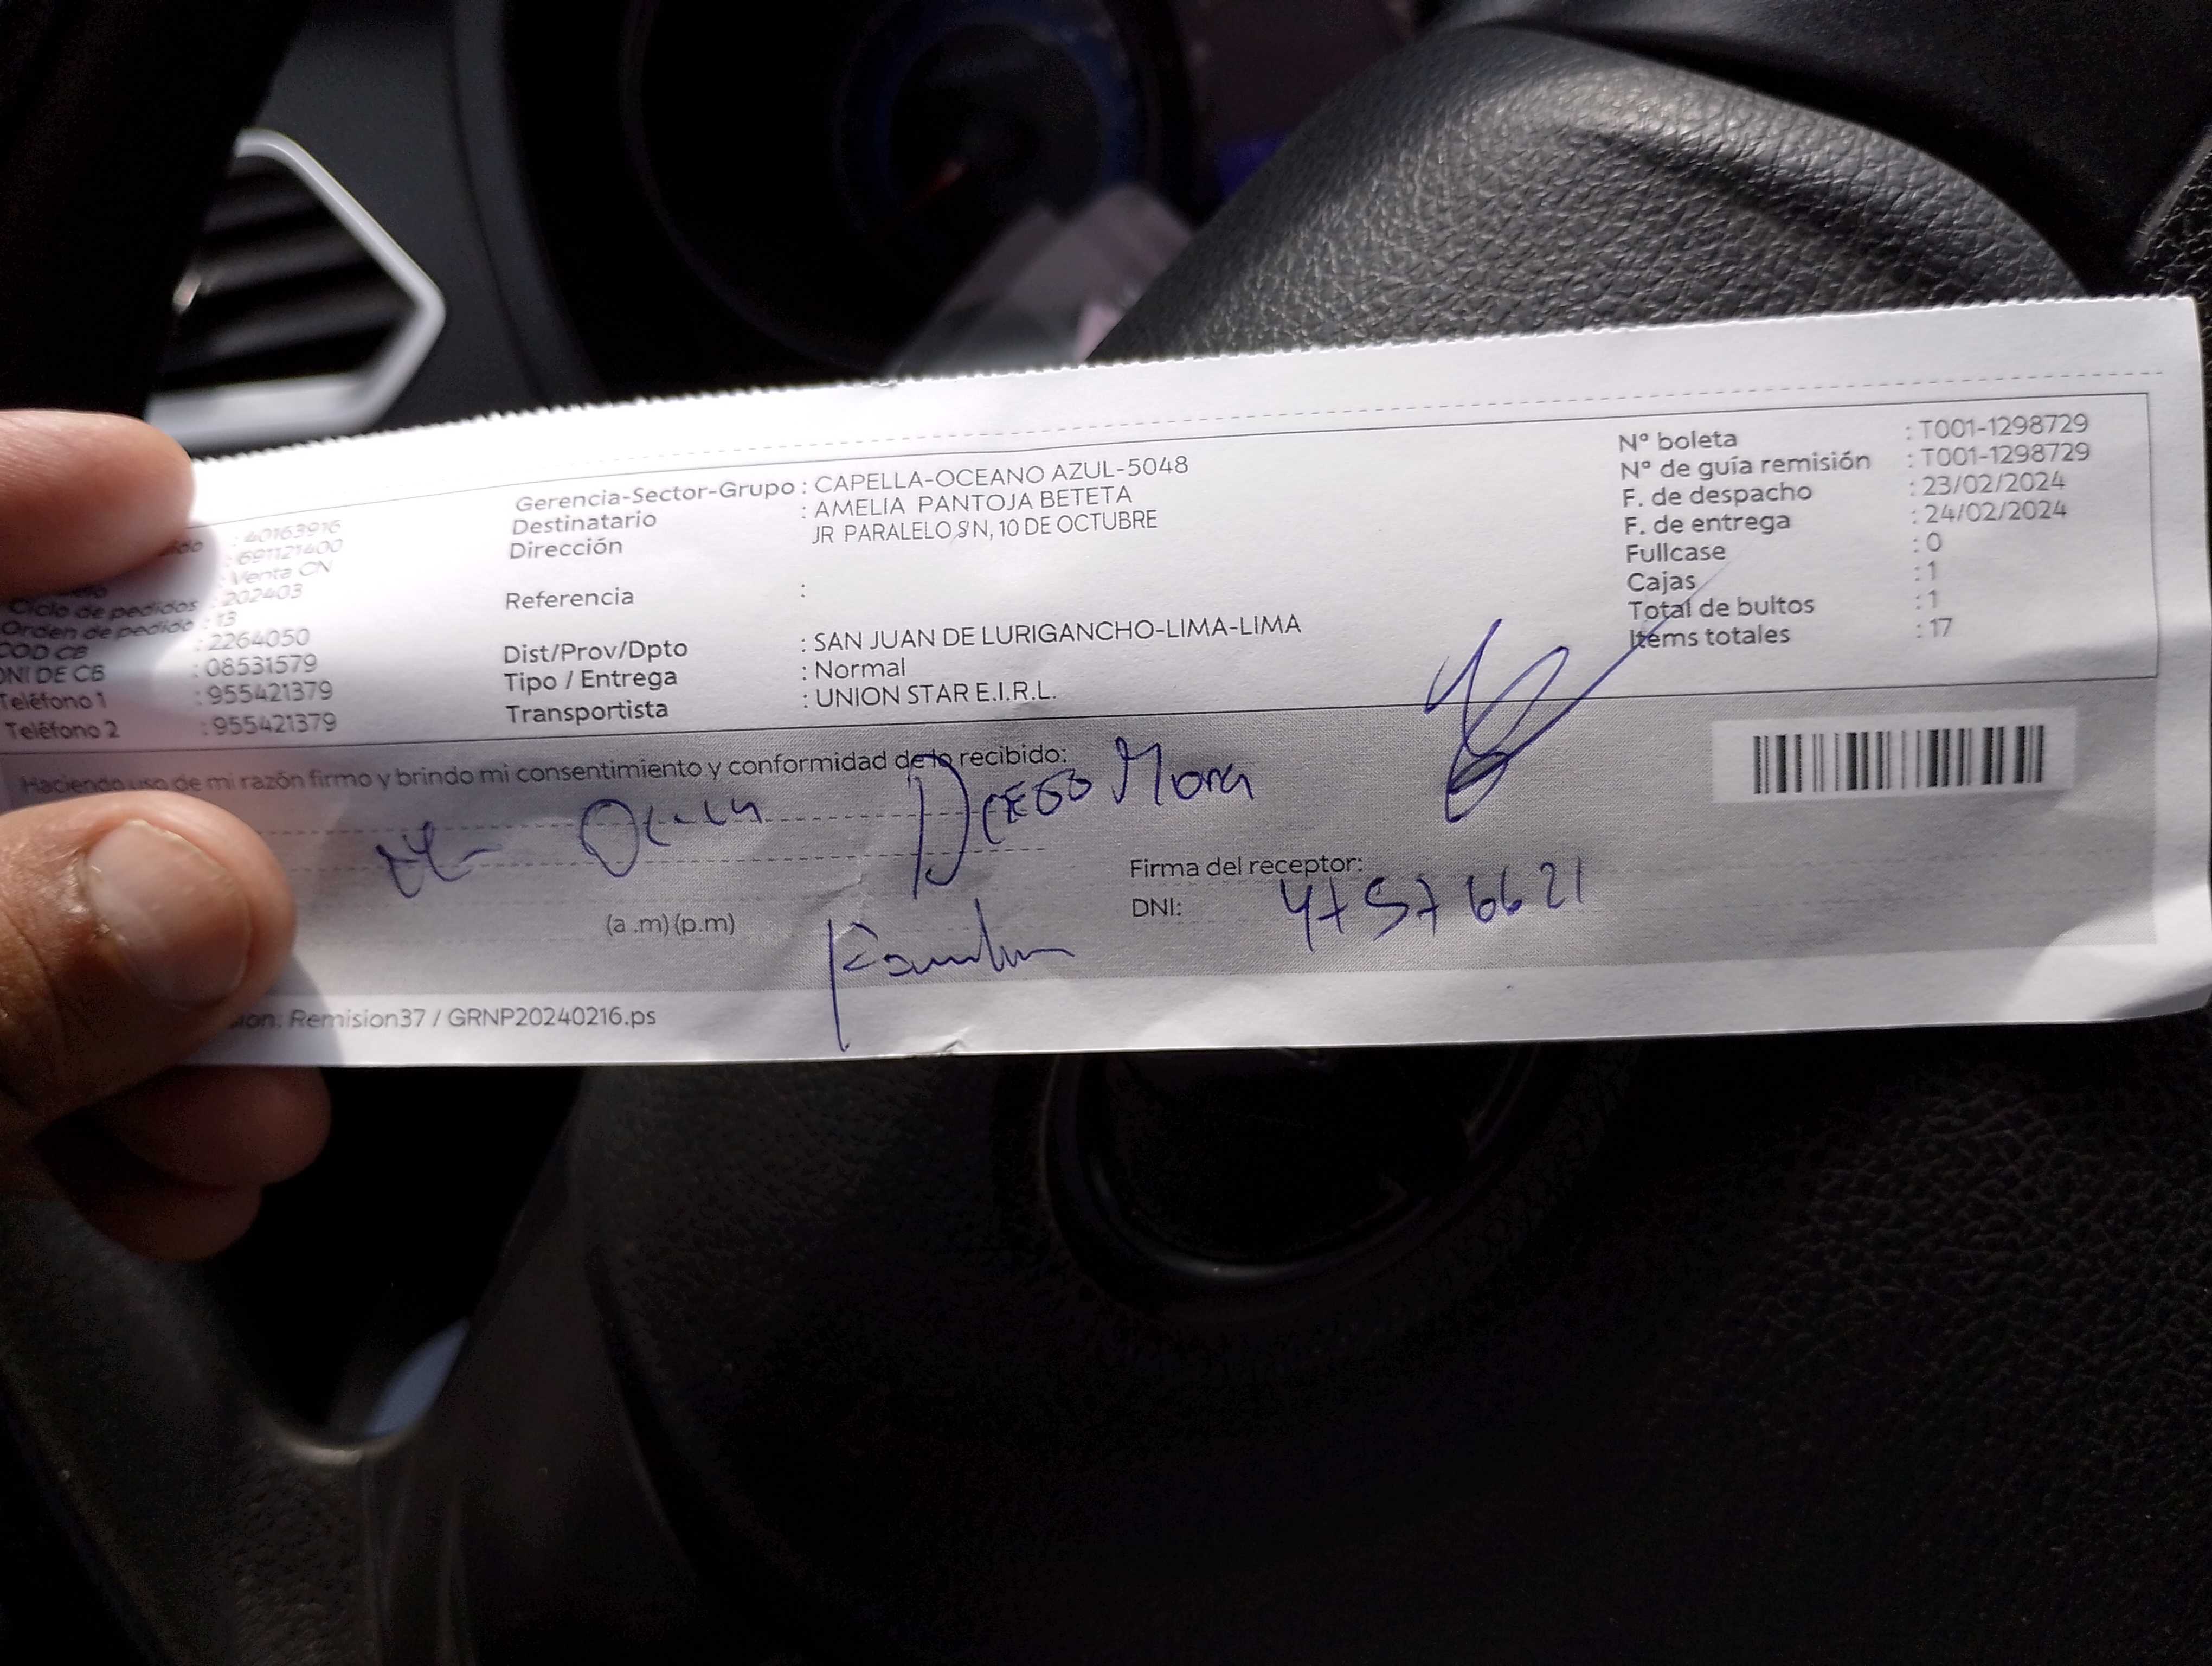 : 40163916
: 691121400
: Venta CN
Ciclo de pedidos : 202403
Orden de pedido : 13
COD CB : 2264050
DNI DE CB : 08531579
Teléfono 1 : 955421379
Teléfono 2 : 955421379
Gerencia-Sector-Grupo : CAPELLA-OCEANO AZUL-5048
Destinatario : AMELIA PANTOJA BETETA
Dirección JR PARALELO S N, 10 DE OCTUBRE
Referencia :
Dist/Prov/Dpto : SAN JUAN DE LURIGANCHO-LIMA-LIMA
Tipo / Entrega : Normal
Transportista : UNION STAR E.I.R.L.
Nº boleta : T001-1298729
Nº de guía remisión : T001-1298729
F. de despacho : 23/02/2024
F. de entrega : 24/02/2024
Fullcase : 0
Cajas : 1
Total de bultos : 1
Items totales : 17
Haciendo uso de mi razón firmo y brindo mi consentimiento y conformidad de lo recibido:
Diego Mora
Firma del receptor:
(a .m) (p.m)
DNI: 47576621
Remision37 / GRNP20240216.ps